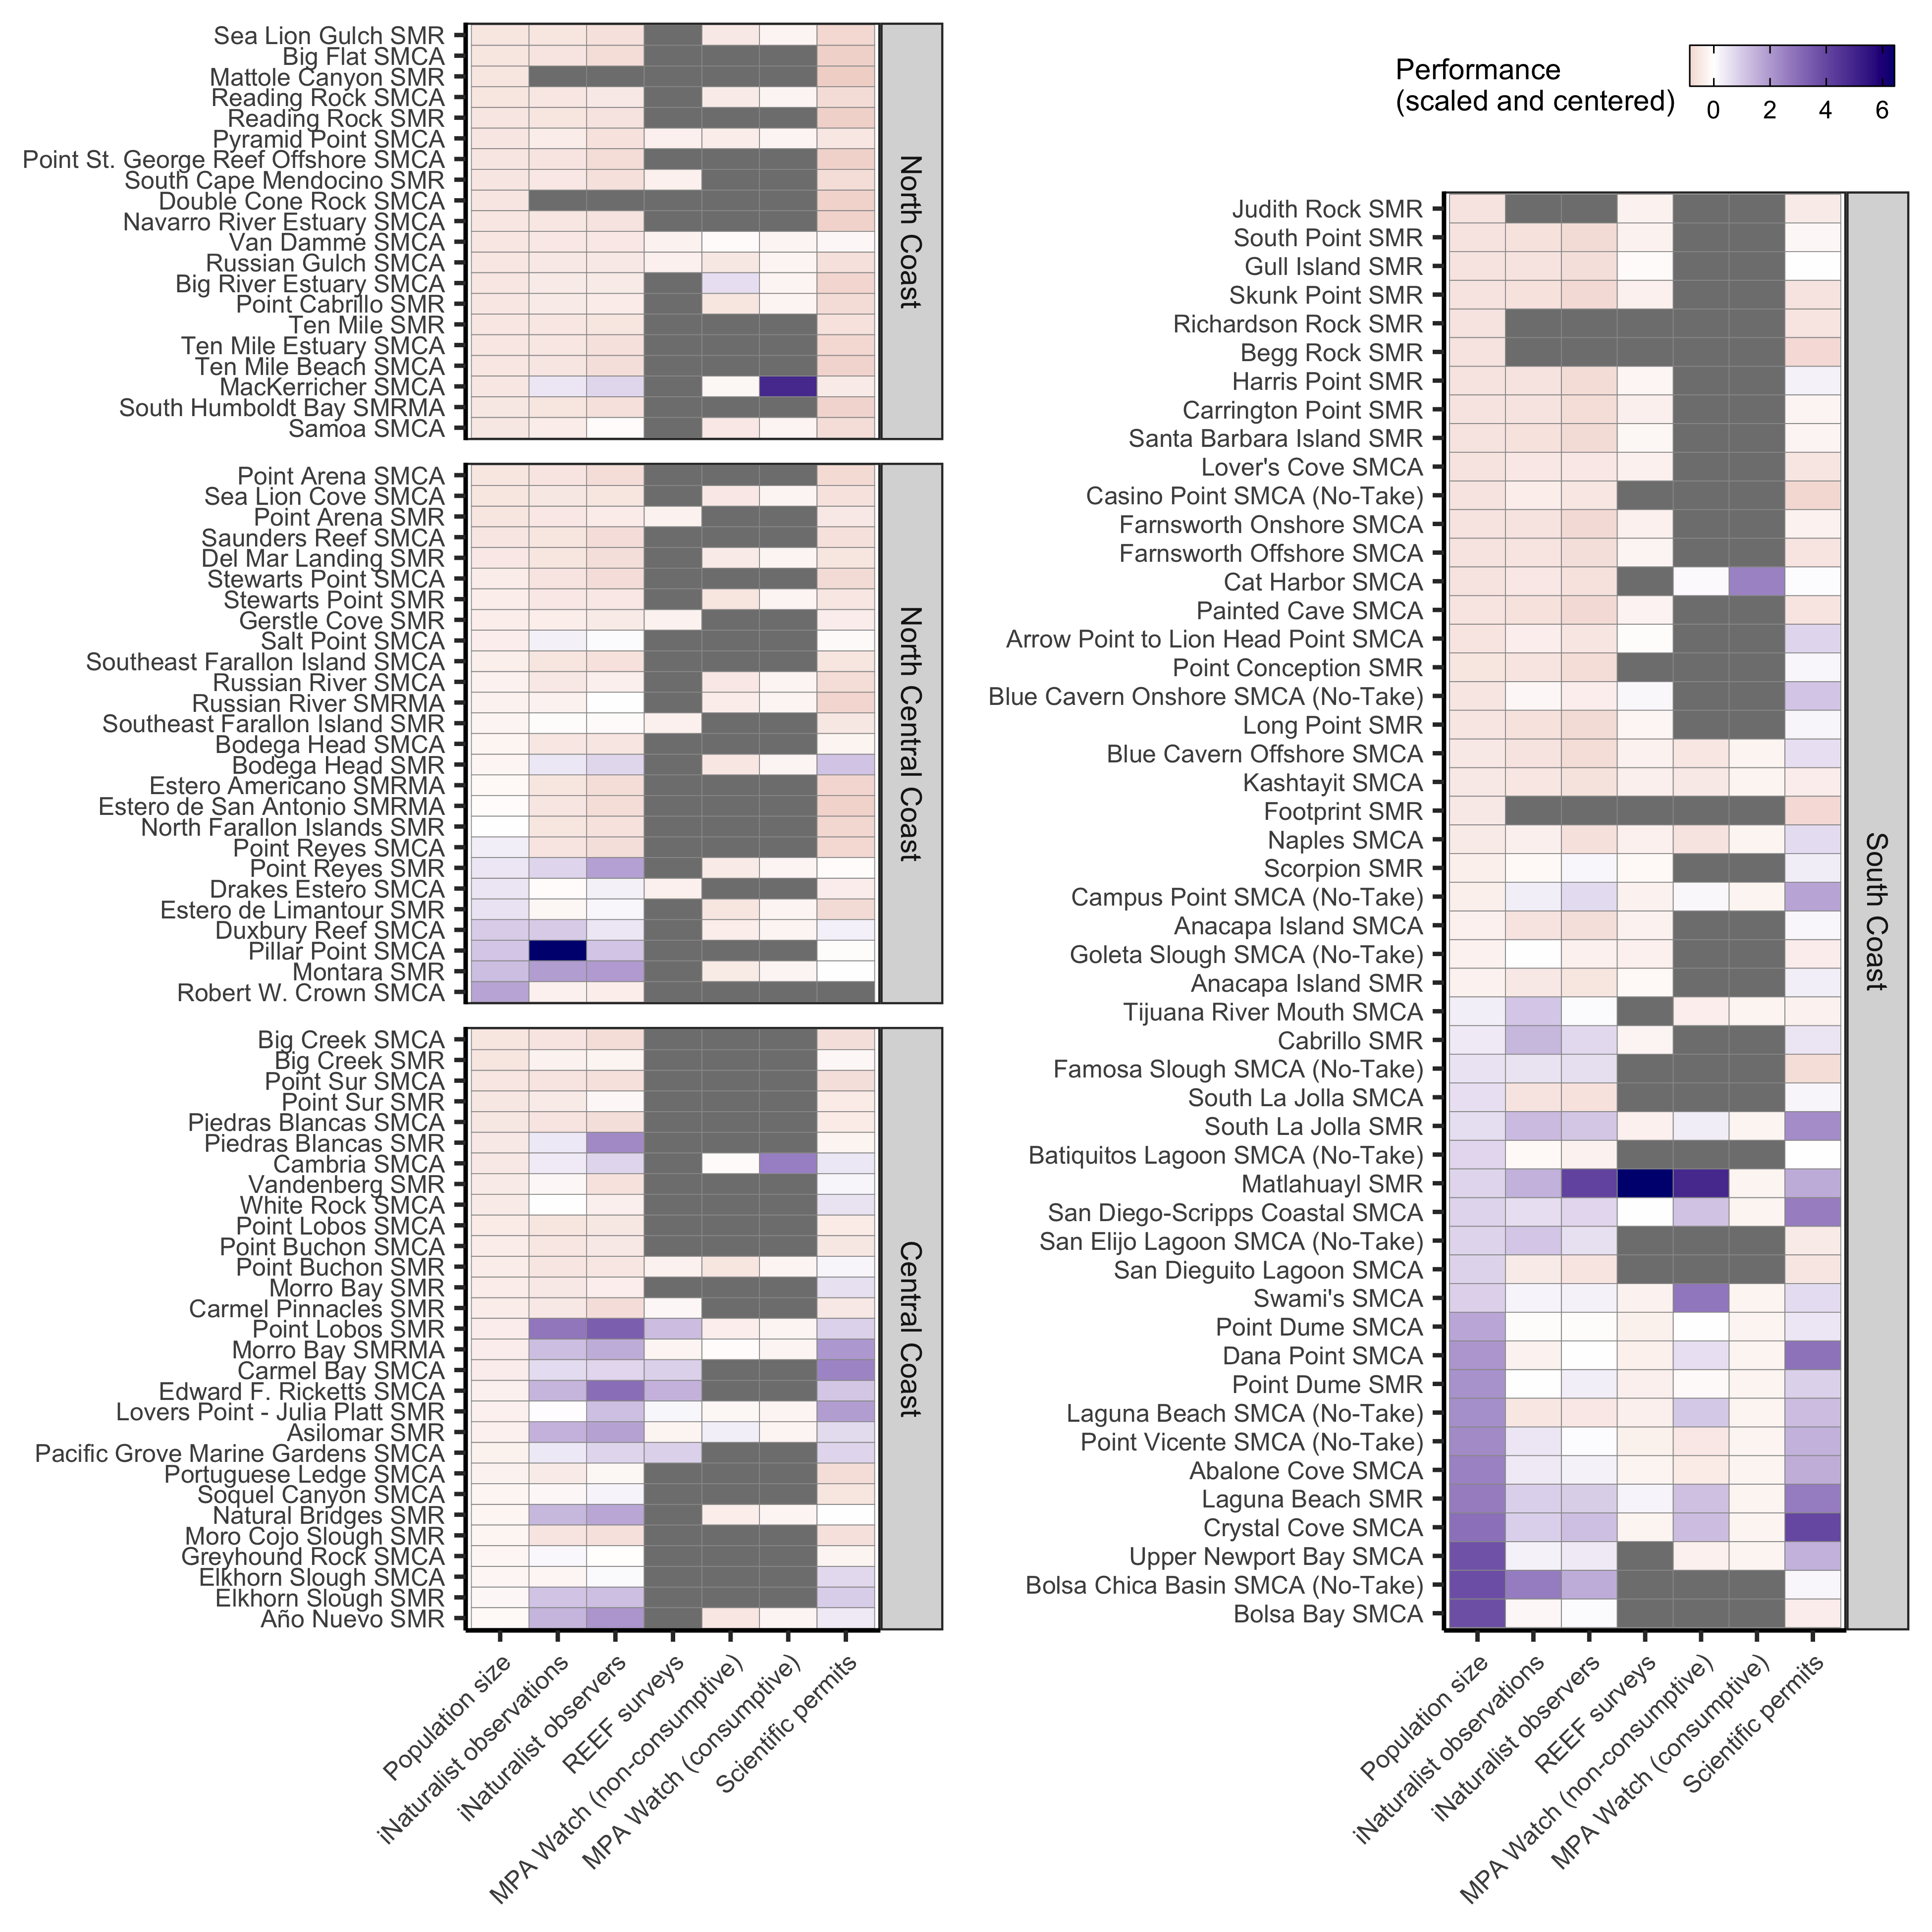 Sea Lion Gulch SMR
Big Flat SMCA
Mattole Canyon SMR
Reading Rock SMCA
Reading Rock SMR
Pyramid Point SMCA
Point St. George Reef Offshore SMCA
South Cape Mendocino SMR
Double Cone Rock SMCA
Navarro River Estuary SMCA
Van Damme SMCA
Russian Gulch SMCA
Big River Estuary SMCA
Point Cabrillo SMR
Ten Mile SMR
Ten Mile Estuary SMCA
Ten Mile Beach SMCA
MacKerricher SMCA
South Humboldt Bay SMRMA
Samoa SMCA
North Coast
Point Arena SMCA
Sea Lion Cove SMCA
Point Arena SMR
Saunders Reef SMCA
Del Mar Landing SMR
Stewarts Point SMCA
Stewarts Point SMR
Gerstle Cove SMR
Salt Point SMCA
Southeast Farallon Island SMCA
Russian River SMCA
Russian River SMRMA
Southeast Farallon Island SMR
Bodega Head SMCA
Bodega Head SMR
Estero Americano SMRMA
Estero de San Antonio SMRMA
North Farallon Islands SMR
Point Reyes SMCA
Point Reyes SMR
Drakes Estero SMCA
Estero de Limantour SMR
Duxbury Reef SMCA
Pillar Point SMCA
Montara SMR
Robert W. Crown SMCA
North Central Coast
Big Creek SMCA
Big Creek SMR
Point Sur SMCA
Point Sur SMR
Piedras Blancas SMCA
Piedras Blancas SMR
Cambria SMCA
Vandenberg SMR
White Rock SMCA
Point Lobos SMCA
Point Buchon SMCA
Point Buchon SMR
Morro Bay SMR
Carmel Pinnacles SMR
Point Lobos SMR
Morro Bay SMRMA
Carmel Bay SMCA
Edward F. Ricketts SMCA
Lovers Point - Julia Platt SMR
Asilomar SMR
Pacific Grove Marine Gardens SMCA
Portuguese Ledge SMCA
Soquel Canyon SMCA
Natural Bridges SMR
Moro Cojo Slough SMR
Greyhound Rock SMCA
Elkhorn Slough SMCA
Elkhorn Slough SMR
Año Nuevo SMR
Central Coast
Population size
iNaturalist observations
iNaturalist observers
REEF surveys
MPA Watch (non-consumptive)
MPA Watch (consumptive)
Scientific permits
Performance
(scaled and centered)
0 2 4 6
Judith Rock SMR
South Point SMR
Gull Island SMR
Skunk Point SMR
Richardson Rock SMR
Begg Rock SMR
Harris Point SMR
Carrington Point SMR
Santa Barbara Island SMR
Lover's Cove SMCA
Casino Point SMCA (No-Take)
Farnsworth Onshore SMCA
Farnsworth Offshore SMCA
Cat Harbor SMCA
Painted Cave SMCA
Arrow Point to Lion Head Point SMCA
Point Conception SMR
Blue Cavern Onshore SMCA (No-Take)
Long Point SMR
Blue Cavern Offshore SMCA
Kashtayit SMCA
Footprint SMR
Naples SMCA
Scorpion SMR
Campus Point SMCA (No-Take)
Anacapa Island SMCA
Goleta Slough SMCA (No-Take)
Anacapa Island SMR
Tijuana River Mouth SMCA
Cabrillo SMR
Famosa Slough SMCA (No-Take)
South La Jolla SMCA
South La Jolla SMR
Batiquitos Lagoon SMCA (No-Take)
Matlahuayl SMR
San Diego-Scripps Coastal SMCA
San Elijo Lagoon SMCA (No-Take)
San Dieguito Lagoon SMCA
Swami's SMCA
Point Dume SMCA
Dana Point SMCA
Point Dume SMR
Laguna Beach SMCA (No-Take)
Point Vicente SMCA (No-Take)
Abalone Cove SMCA
Laguna Beach SMR
Crystal Cove SMCA
Upper Newport Bay SMCA
Bolsa Chica Basin SMCA (No-Take)
Bolsa Bay SMCA
South Coast
Population size
iNaturalist observations
iNaturalist observers
REEF surveys
MPA Watch (non-consumptive)
MPA Watch (consumptive)
Scientific permits